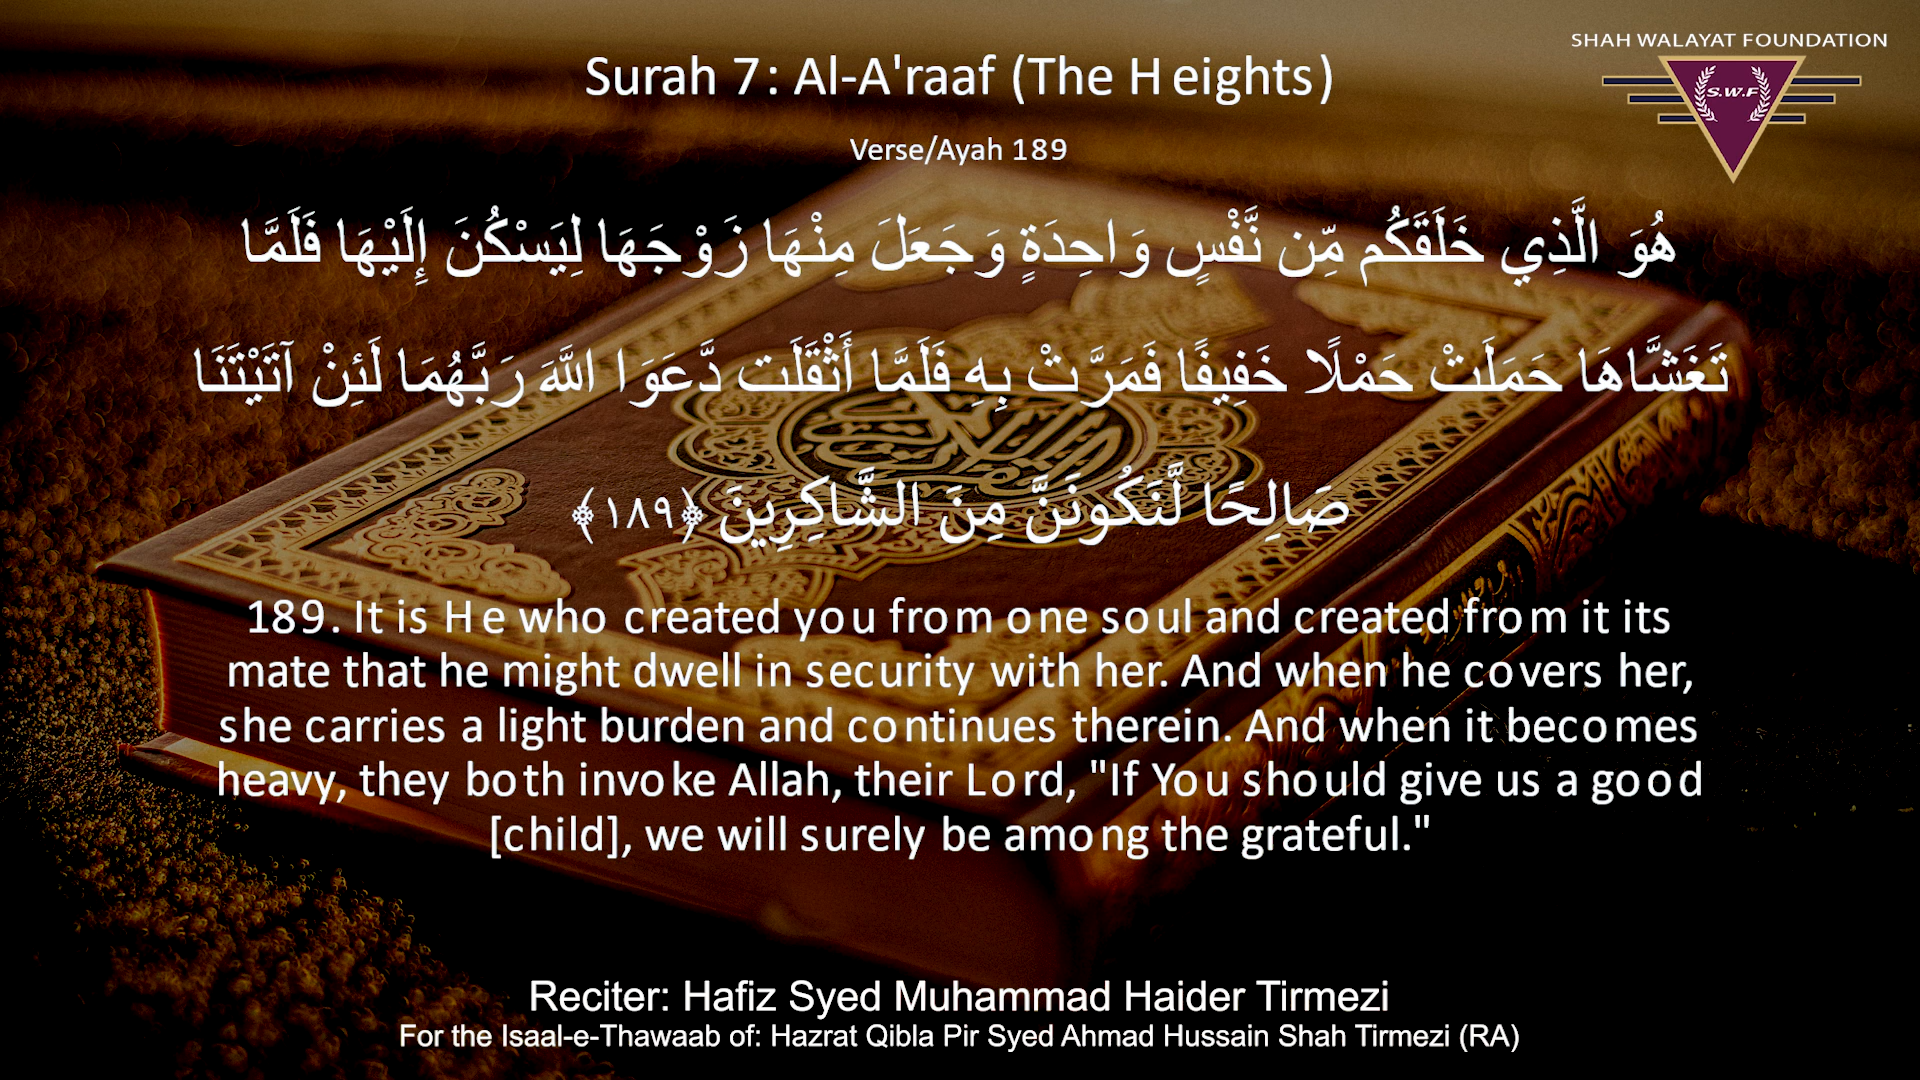 SHAH WALAYAT FOUNDATION
S.W.F
Surah 7: Al-A'raaf (The Heights)
Verse/Ayah 189
هُوَ الَّذِي خَلَقَكُم مِّن نَّفْسٍ وَاحِدَةٍ وَجَعَلَ مِنْهَا زَوْجَهَا لِيَسْكُنَ إِلَيْهَا فَلَمَّا
تَغَشَّاهَا حَمَلَتْ حَمْلًا خَفِيفًا فَمَرَّتْ بِهِ فَلَمَّا أَثْقَلَت دَّعَوَا اللَّهَ رَبَّهُمَا لَئِنْ آتَيْتَنَا
صَالِحًا لَّنَكُونَنَّ مِنَ الشَّاكِرِينَ ﴿١٨٩﴾
189. It is He who created you from one soul and created from it its
mate that he might dwell in security with her. And when he covers her,
she carries a light burden and continues therein. And when it becomes
heavy, they both invoke Allah, their Lord, "If You should give us a good
[child], we will surely be among the grateful."
Reciter: Hafiz Syed Muhammad Haider Tirmezi
For the Isaal-e-Thawaab of: Hazrat Qibla Pir Syed Ahmad Hussain Shah Tirmezi (RA)